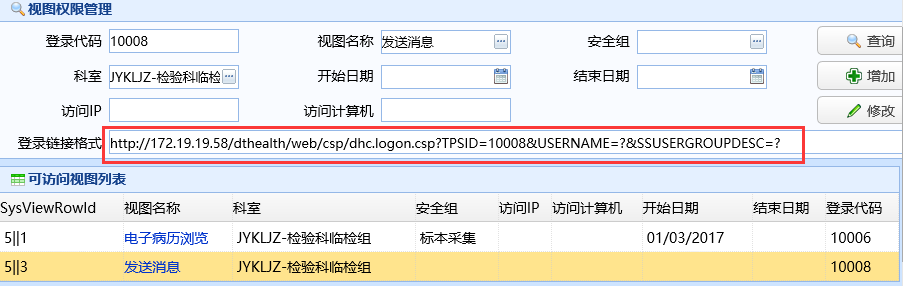 视图权限管理
登录代码 10008 视图名称 发送消息 ... 安全组 ... 查询
科室 JYKLJZ-检验科临检 ... 开始日期 结束日期 增加
访问IP 访问计算机 修改
登录链接格式 http://172.19.19.58/dthealth/web/csp/dhc.logon.csp?TPSID=10008&USERNAME=?&SSUSERGROUPDESC=?
可访问视图列表
SysViewRowId 视图名称 科室 安全组 访问IP 访问计算机 开始日期 结束日期 登录代码
5||1 电子病历浏览 JYKLJZ-检验科临检组 标本采集 01/03/2017 10006
5||3 发送消息 JYKLJZ-检验科临检组 10008